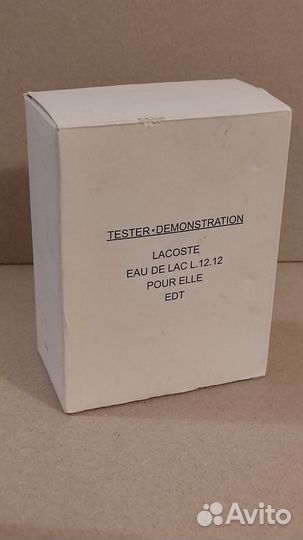 TESTER•DEMONSTRATION
LACOSTE
EAU DE LAC L.12.12
POUR ELLE
EDT
Avito